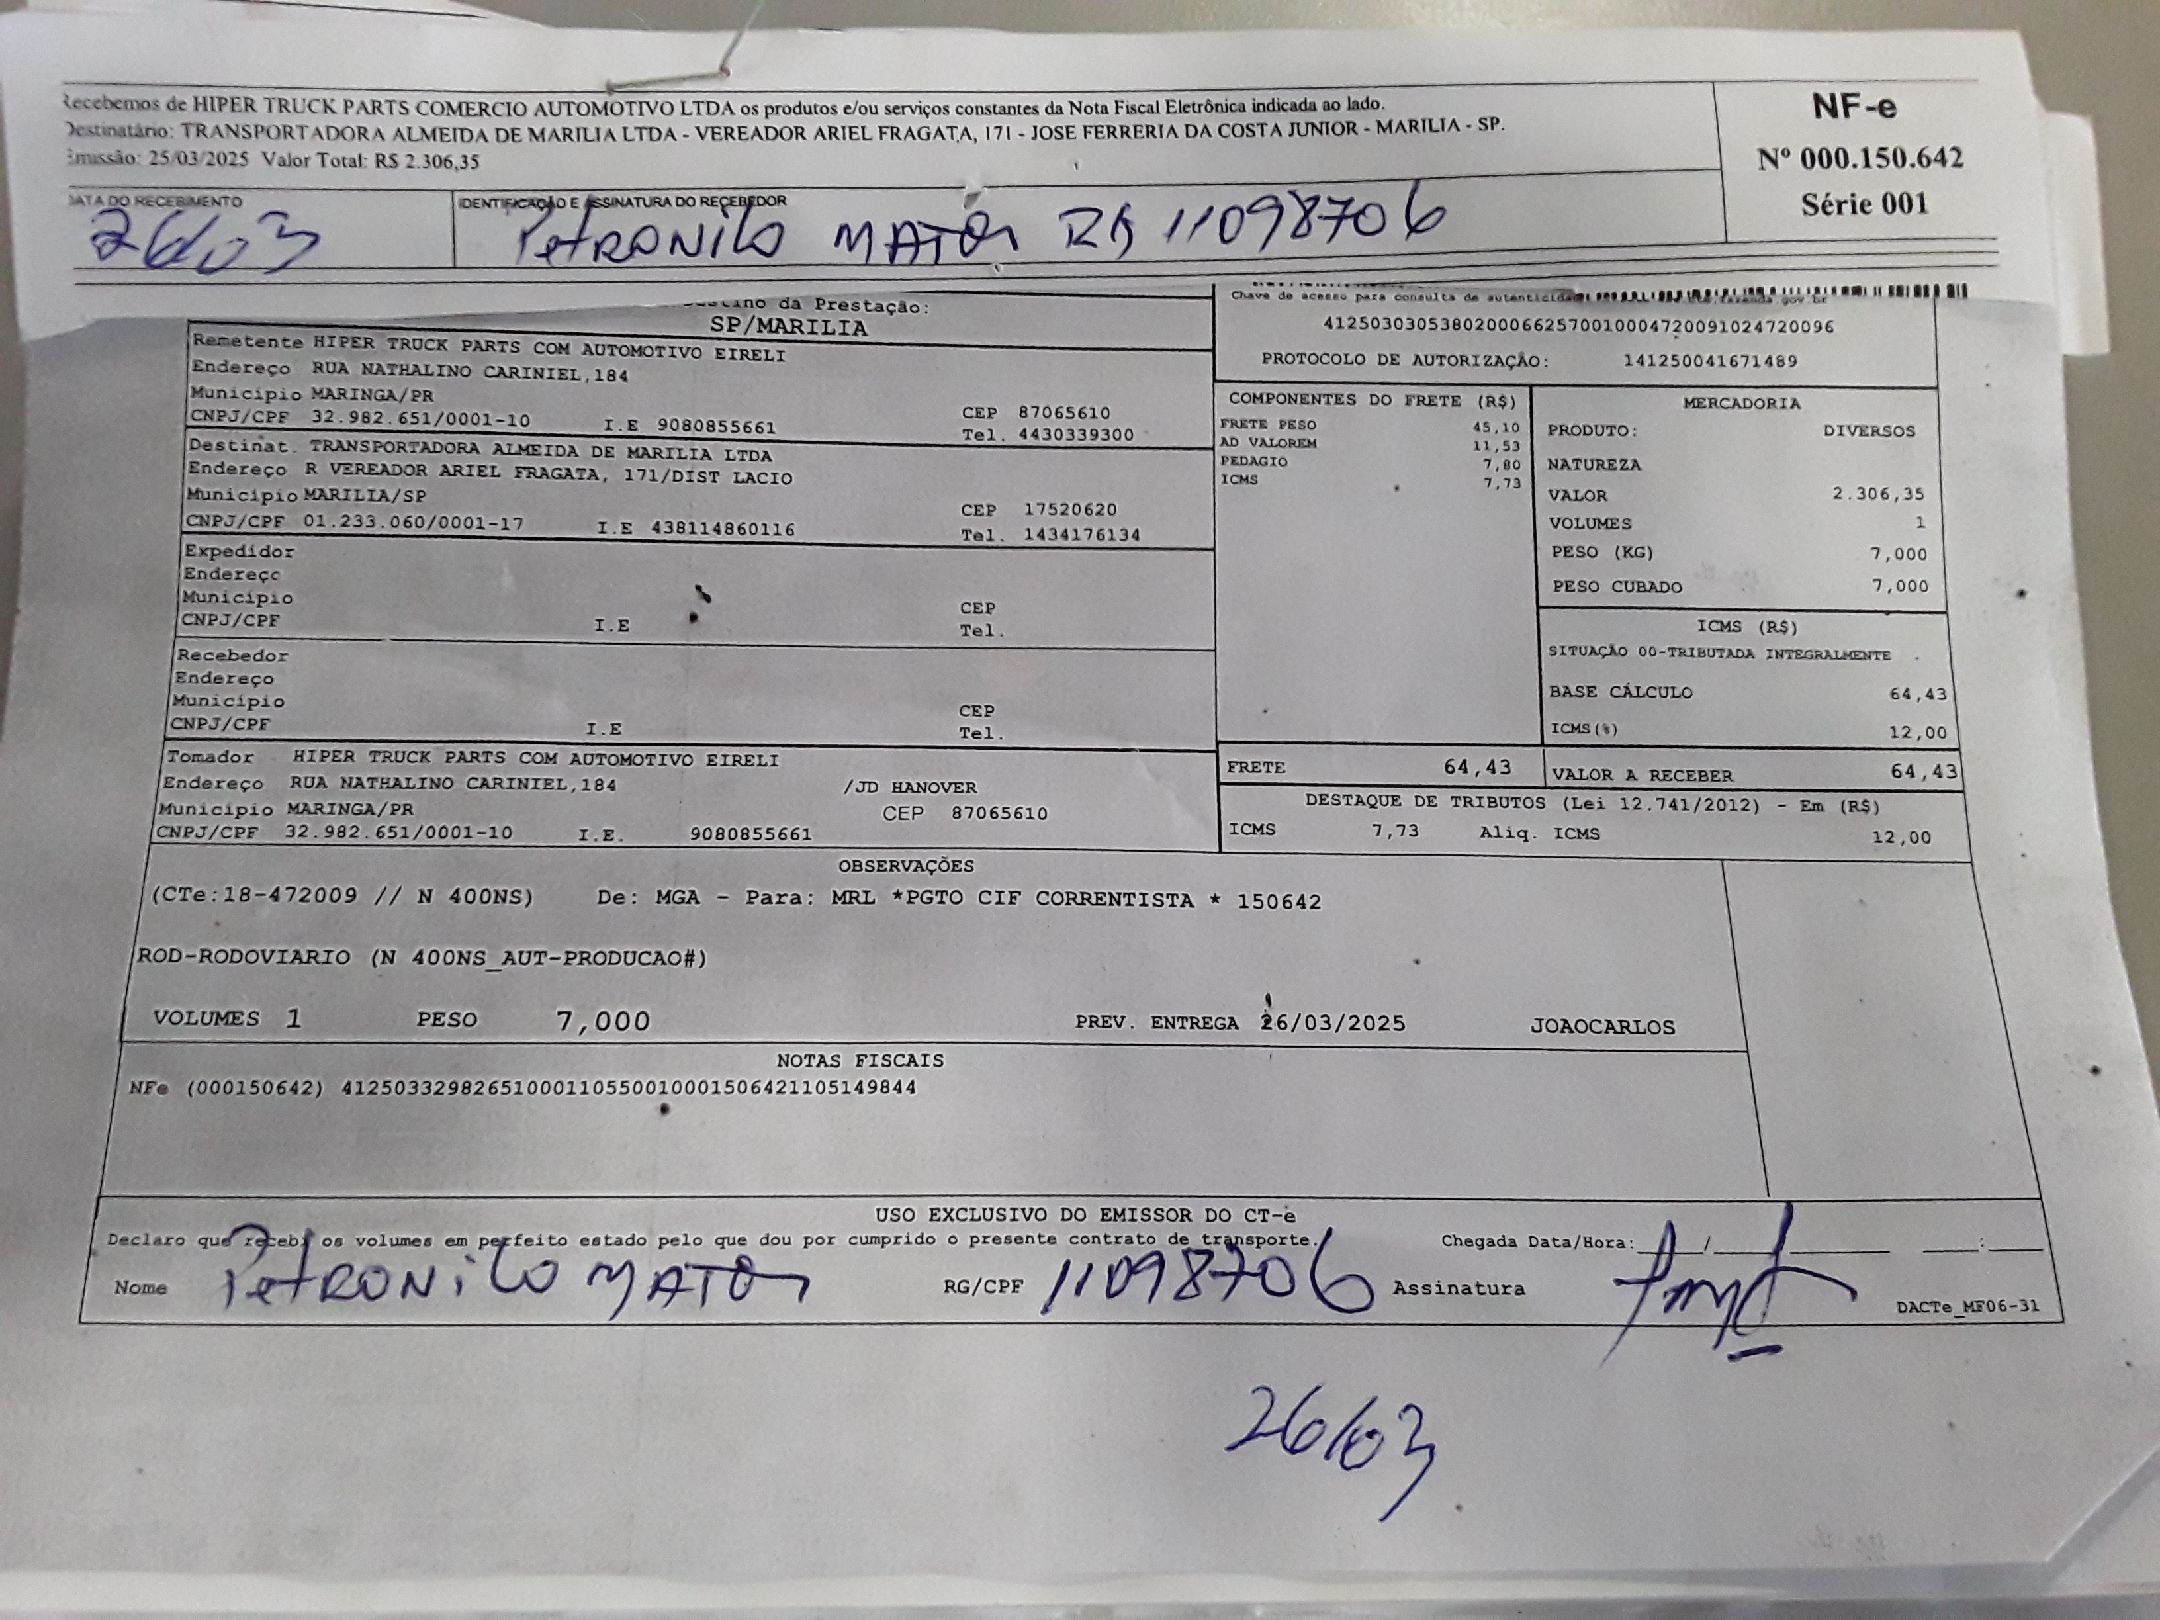 Recebemos de HIPER TRUCK PARTS COMERCIO AUTOMOTIVO LTDA os produtos e/ou serviços constantes da Nota Fiscal Eletrônica indicada ao lado.
Destinatário: TRANSPORTADORA ALMEIDA DE MARILIA LTDA - VEREADOR ARIEL FRAGATA, 171 - JOSE FERRERIA DA COSTA JUNIOR - MARILIA - SP.
Emissão: 25/03/2025 Valor Total: R$ 2.306,35
NF-e
Nº 000.150.642
Série 001
DATA DO RECEBIMENTO
26/03
IDENTIFICAÇÃO E ASSINATURA DO RECEBEDOR
Petronilo Matos RG 11098706
da Prestação:
SP/MARILIA
Chave de acesso para consulta de autenticidade
41250303053802000662570010004720091024720096
PROTOCOLO DE AUTORIZAÇÃO: 141250041671489
Remetente HIPER TRUCK PARTS COM AUTOMOTIVO EIRELI
Endereço RUA NATHALINO CARINIEL,184
Município MARINGA/PR CEP 87065610
CNPJ/CPF 32.982.651/0001-10 I.E 9080855661 Tel. 4430339300
Destinat. TRANSPORTADORA ALMEIDA DE MARILIA LTDA
Endereço R VEREADOR ARIEL FRAGATA, 171/DIST LACIO
Município MARILIA/SP CEP 17520620
CNPJ/CPF 01.233.060/0001-17 I.E 438114860116 Tel. 1434176134
Expedidor
Endereço
Município CEP
CNPJ/CPF I.E Tel.
Recebedor
Endereço
Município CEP
CNPJ/CPF I.E Tel.
Tomador HIPER TRUCK PARTS COM AUTOMOTIVO EIRELI
Endereço RUA NATHALINO CARINIEL,184 /JD HANOVER
Município MARINGA/PR CEP 87065610
CNPJ/CPF 32.982.651/0001-10 I.E. 9080855661
COMPONENTES DO FRETE (R$)
FRETE PESO 45,10
AD VALOREM 11,53
PEDAGIO 7,80
ICMS 7,73
MERCADORIA
PRODUTO: DIVERSOS
NATUREZA
VALOR 2.306,35
VOLUMES 1
PESO (KG) 7,000
PESO CUBADO 7,000
ICMS (R$)
SITUAÇÃO 00-TRIBUTADA INTEGRALMENTE
BASE CÁLCULO 64,43
ICMS(%) 12,00
FRETE 64,43 VALOR A RECEBER 64,43
DESTAQUE DE TRIBUTOS (Lei 12.741/2012) - Em (R$)
ICMS 7,73 Aliq. ICMS 12,00
OBSERVAÇÕES
(CTe:18-472009 // N 400NS) De: MGA - Para: MRL *PGTO CIF CORRENTISTA * 150642
ROD-RODOVIARIO (N 400NS_AUT-PRODUCAO#)
VOLUMES 1 PESO 7,000 PREV. ENTREGA 26/03/2025 JOAOCARLOS
NOTAS FISCAIS
NFe (000150642) 41250332982651000110550010001506421105149844
USO EXCLUSIVO DO EMISSOR DO CT-e
Declaro que recebi os volumes em perfeito estado pelo que dou por cumprido o presente contrato de transporte. Chegada Data/Hora: / :
Nome Petronilo Matos RG/CPF 11098706 Assinatura
DACTe_MF06-31
26/03